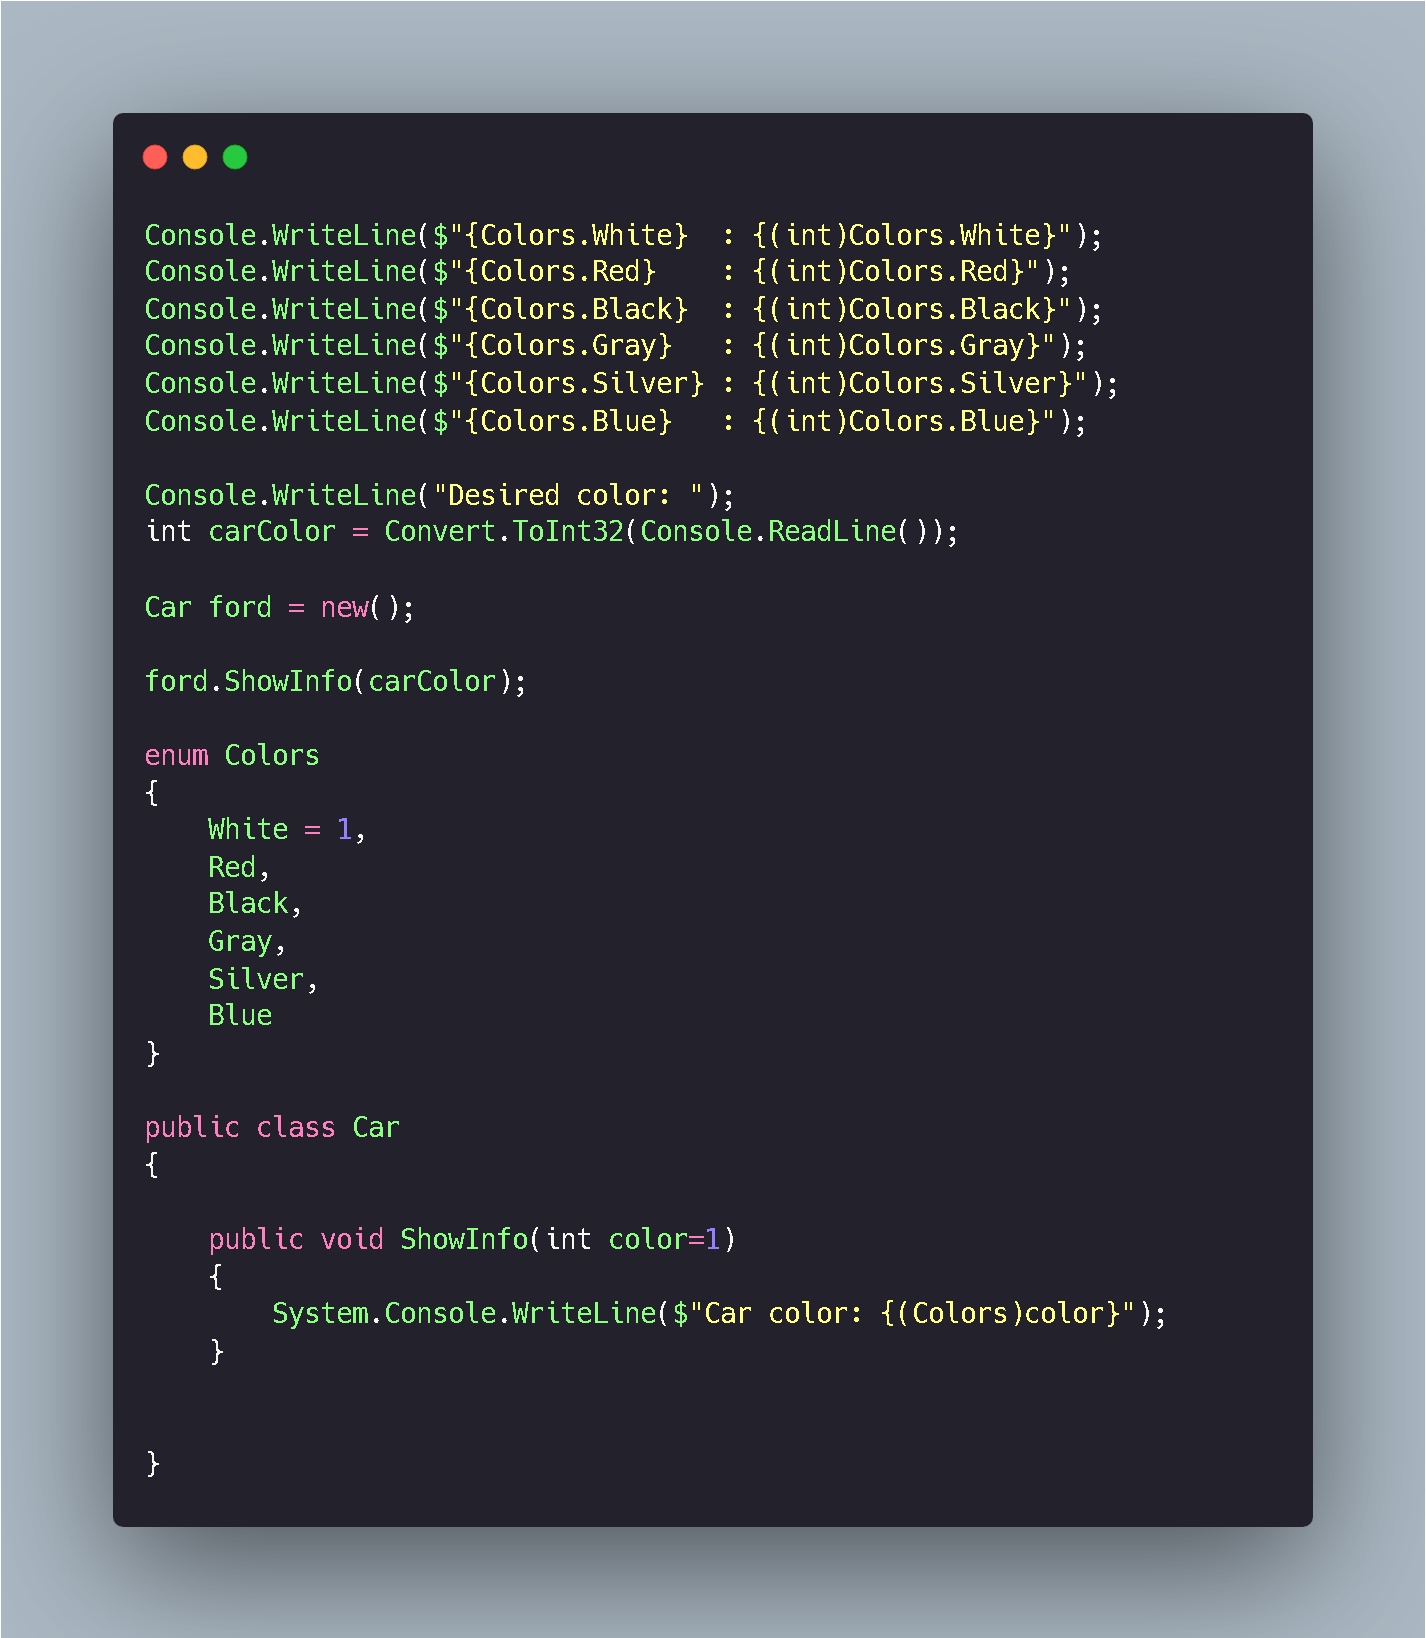 Console.WriteLine($"{Colors.White}  : {(int)Colors.White}");
Console.WriteLine($"{Colors.Red}    : {(int)Colors.Red}");
Console.WriteLine($"{Colors.Black}  : {(int)Colors.Black}");
Console.WriteLine($"{Colors.Gray}   : {(int)Colors.Gray}");
Console.WriteLine($"{Colors.Silver} : {(int)Colors.Silver}");
Console.WriteLine($"{Colors.Blue}   : {(int)Colors.Blue}");

Console.WriteLine("Desired color: ");
int carColor = Convert.ToInt32(Console.ReadLine());

Car ford = new();

ford.ShowInfo(carColor);

enum Colors
{
    White = 1,
    Red,
    Black,
    Gray,
    Silver,
    Blue
}

public class Car
{

    public void ShowInfo(int color=1)
    {
        System.Console.WriteLine($"Car color: {(Colors)color}");
    }


}